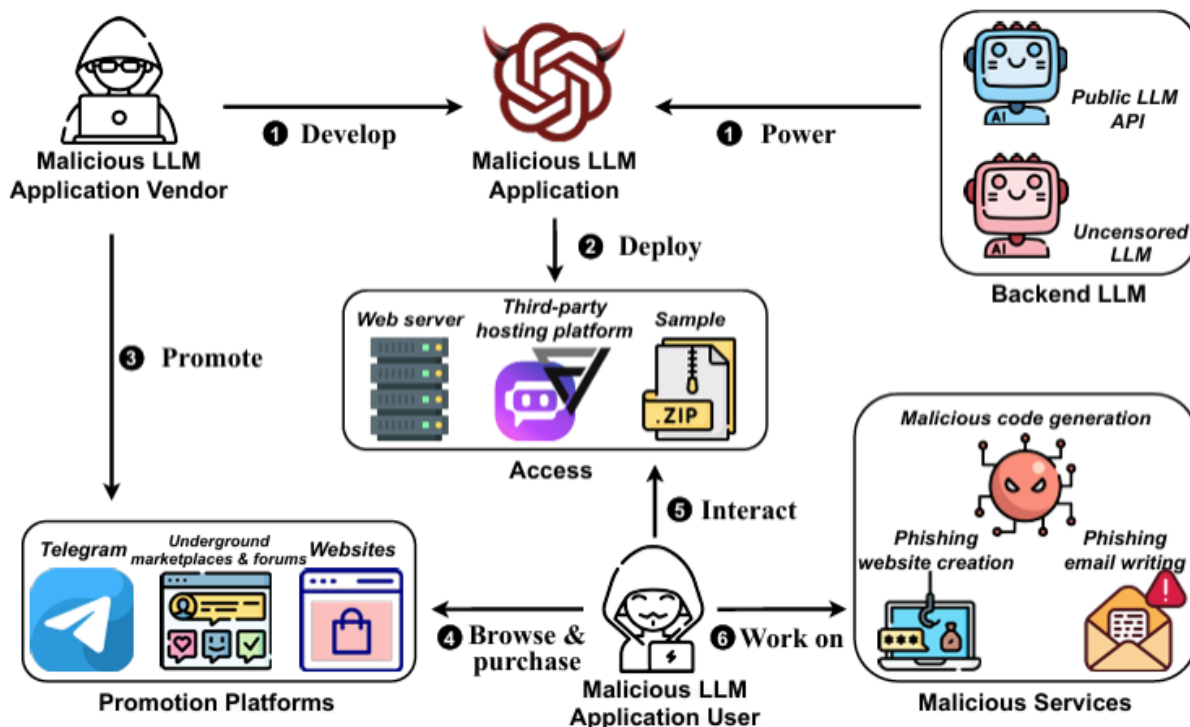 Malicious LLM
Application Vendor
❶ Develop
Malicious LLM
Application
❶ Power
Public LLM
API
AI
Uncensored
LLM
AI
Backend LLM
❷ Deploy
Web server
Third-party
hosting platform
Sample
.ZIP
Access
❸ Promote
Telegram
Underground
marketplaces & forums
Websites
Promotion Platforms
❹ Browse &
purchase
❺ Interact
Malicious LLM
Application User
❻ Work on
Malicious code generation
Phishing
website creation
Phishing
email writing
***
Malicious Services